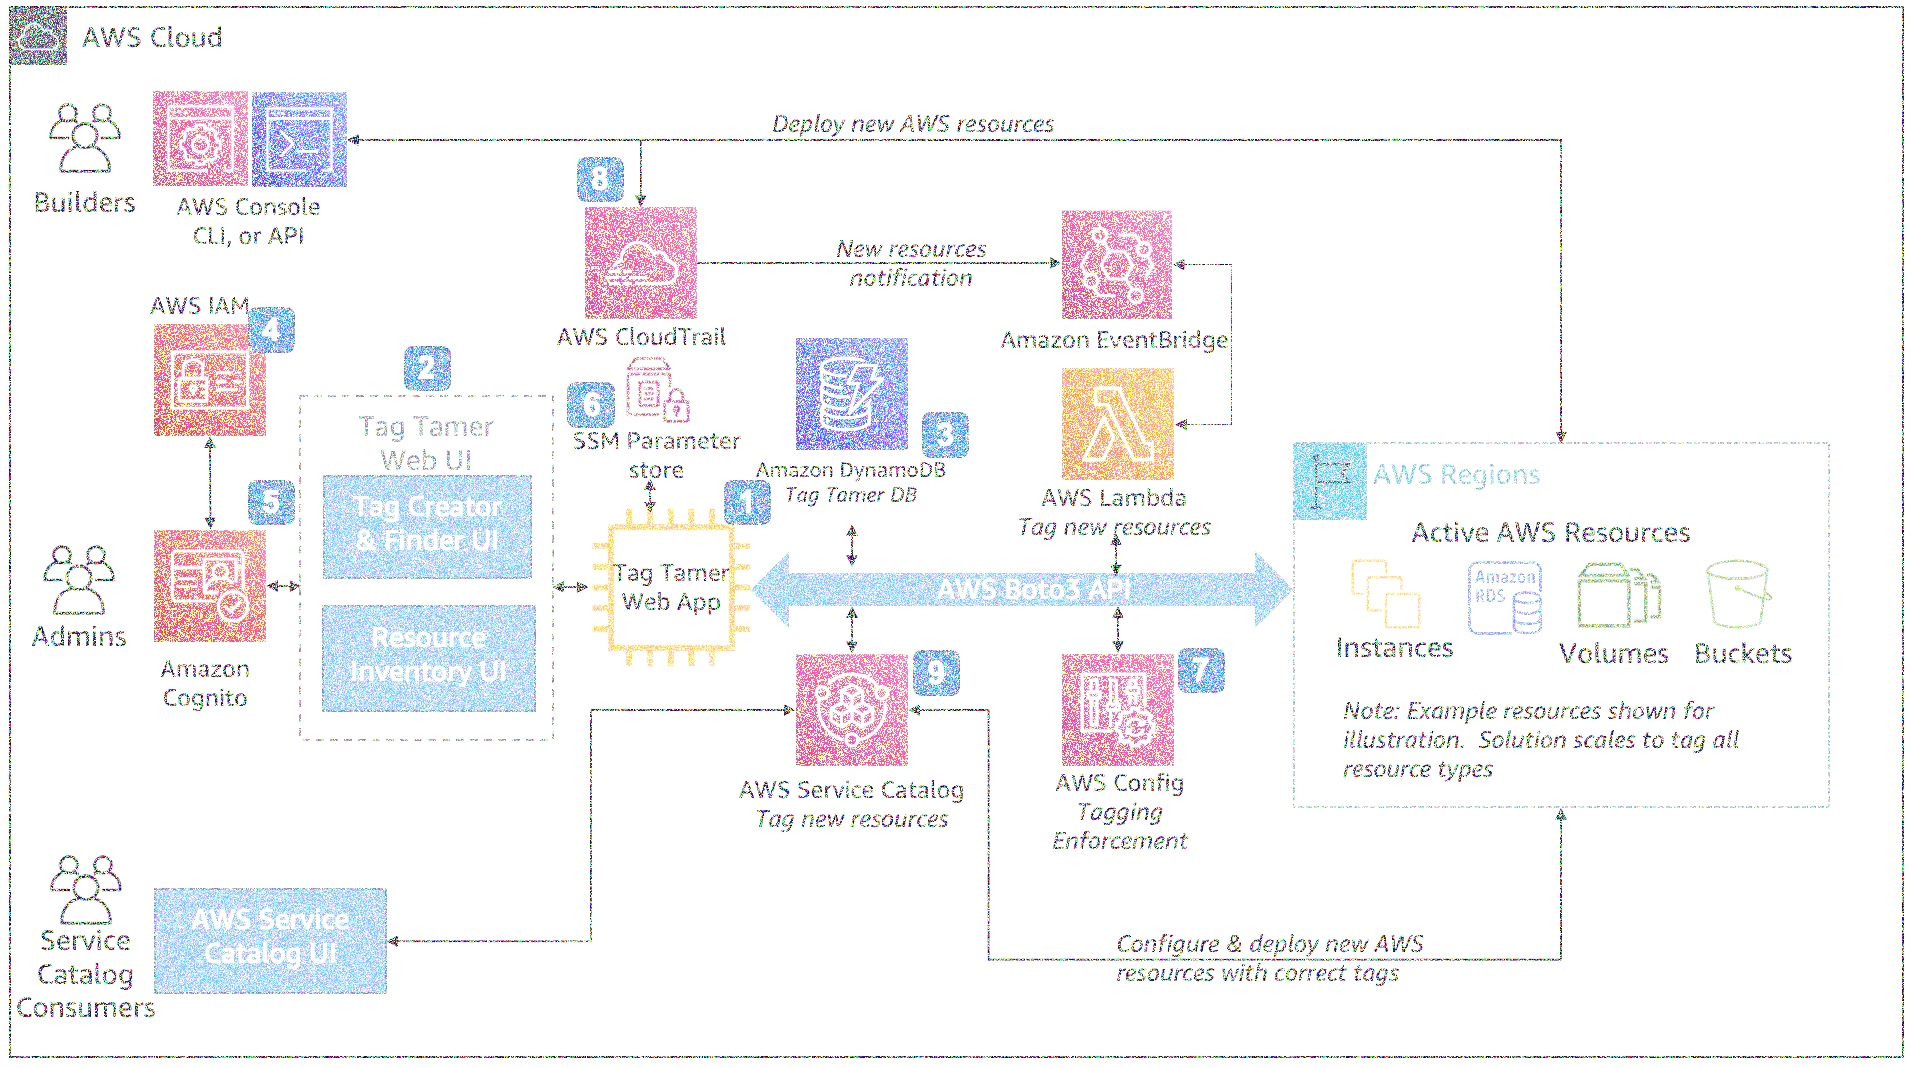 AWS Cloud
Builders
AWS Console
CLI, or API
Deploy new AWS resources
8
AWS CloudTrail
New resources
notification
Amazon EventBridge
AWS IAM
4
2
Tag Tamer
Web UI
Tag Creator
& Finder UI
Resource
Inventory UI
6
SSM Parameter
store
3
Amazon DynamoDB
Tag Tamer DB
AWS Lambda
Tag new resources
5
Admins
Amazon
Cognito
1
Tag Tamer
Web App
AWS Boto3 API
AWS Regions
Active AWS Resources
Instances
Amazon
RDS
Volumes
Buckets
Note: Example resources shown for
illustration. Solution scales to tag all
resource types
9
AWS Service Catalog
Tag new resources
7
AWS Config
Tagging
Enforcement
Service
Catalog
Consumers
AWS Service
Catalog UI
Configure & deploy new AWS
resources with correct tags